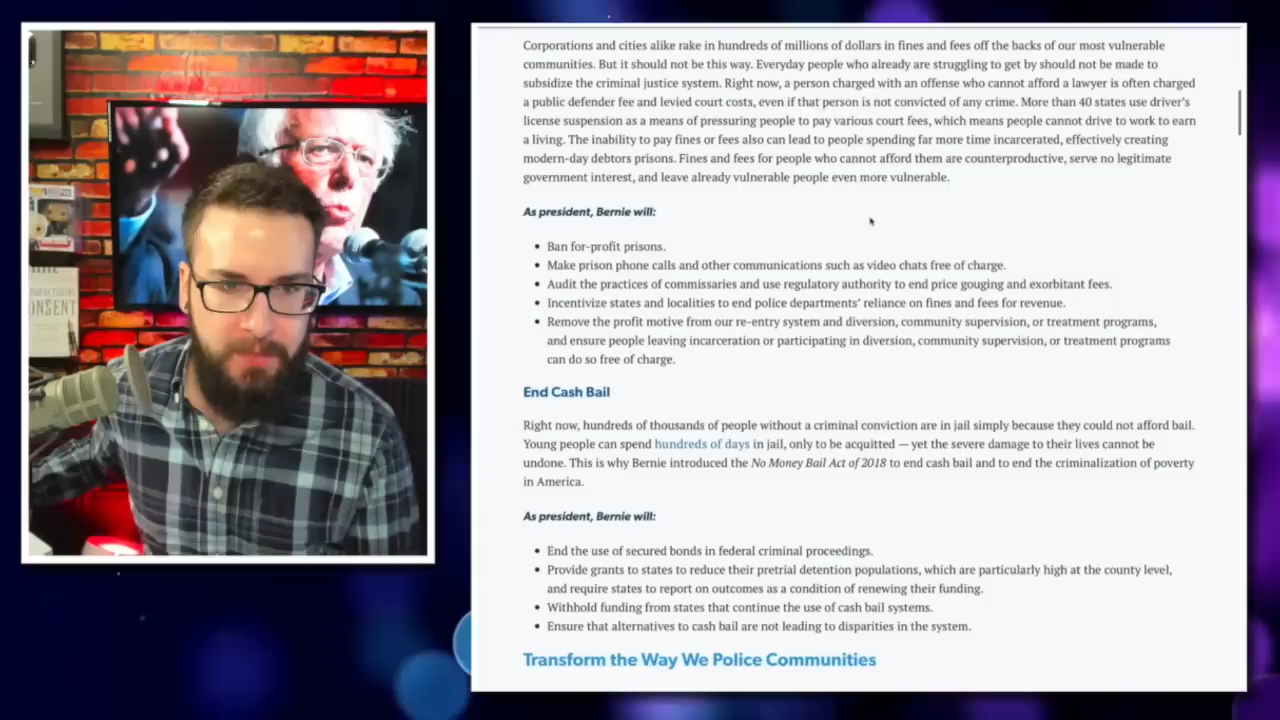 NSENT
Corporations and cities alike rake in hundreds of millions of dollars in fines and fees off the backs of our most vulnerable
communities. But it should not be this way. Everyday people who already are struggling to get by should not be made to
subsidize the criminal justice system. Right now, a person charged with an offense who cannot afford a lawyer is often charged
a public defender fee and levied court costs, even if that person is not convicted of any crime. More than 40 states use driver's
license suspension as a means of pressuring people to pay various court fees, which means people cannot drive to work to earn
a living. The inability to pay fines or fees also can lead to people spending far more time incarcerated, effectively creating
modern-day debtors prisons. Fines and fees for people who cannot afford them are counterproductive, serve no legitimate
government interest, and leave already vulnerable people even more vulnerable.
As president, Bernie will:
• Ban for-profit prisons.
• Make prison phone calls and other communications such as video chats free of charge.
• Audit the practices of commissaries and use regulatory authority to end price gouging and exorbitant fees.
• Incentivize states and localities to end police departments' reliance on fines and fees for revenue.
• Remove the profit motive from our re-entry system and diversion, community supervision, or treatment programs,
and ensure people leaving incarceration or participating in diversion, community supervision, or treatment programs
can do so free of charge.
End Cash Bail
Right now, hundreds of thousands of people without a criminal conviction are in jail simply because they could not afford bail.
Young people can spend hundreds of days in jail, only to be acquitted — yet the severe damage to their lives cannot be
undone. This is why Bernie introduced the No Money Bail Act of 2018 to end cash bail and to end the criminalization of poverty
in America.
As president, Bernie will:
• End the use of secured bonds in federal criminal proceedings.
• Provide grants to states to reduce their pretrial detention populations, which are particularly high at the county level,
and require states to report on outcomes as a condition of renewing their funding.
• Withhold funding from states that continue the use of cash bail systems.
• Ensure that alternatives to cash bail are not leading to disparities in the system.
Transform the Way We Police Communities